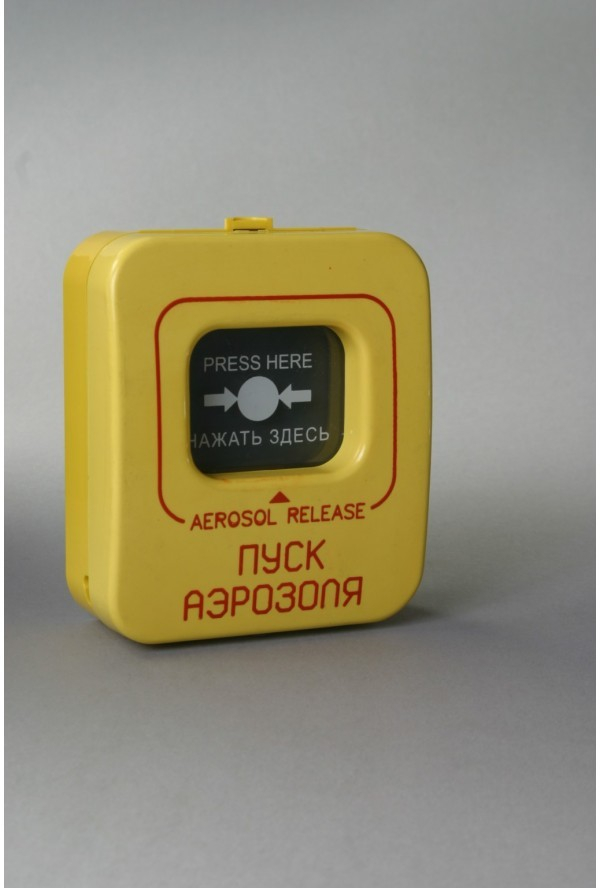 PRESS HERE
НАЖАТЬ ЗДЕСЬ
AEROSOL RELEASE
ПУСК
АЭРОЗОЛЯ